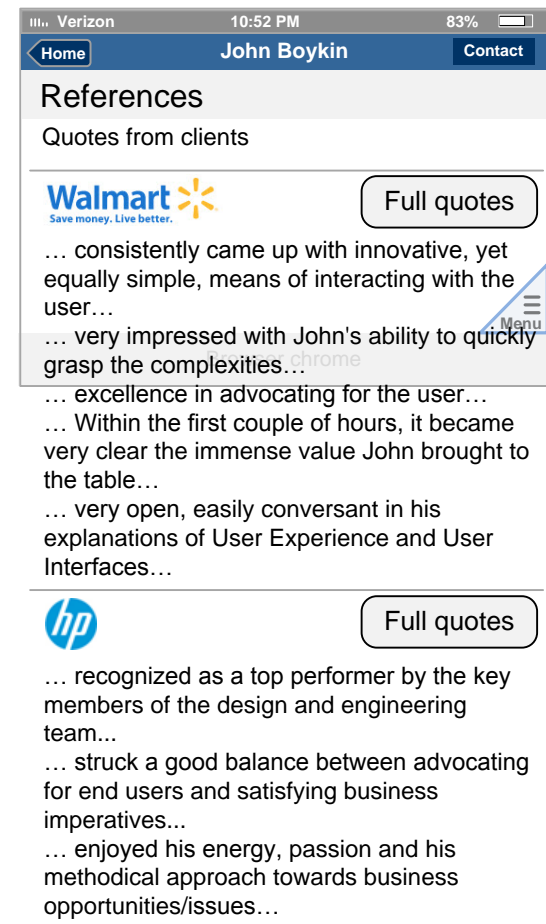 Verizon 10:52 PM 83%
Home John Boykin Contact
References
Quotes from clients
Walmart
Save money. Live better.
Full quotes
… consistently came up with innovative, yet
equally simple, means of interacting with the
user…
Menu
… very impressed with John's ability to quickly
Browser chrome
grasp the complexities…
… excellence in advocating for the user…
… Within the first couple of hours, it became
very clear the immense value John brought to
the table…
… very open, easily conversant in his
explanations of User Experience and User
Interfaces…
hp
Full quotes
… recognized as a top performer by the key
members of the design and engineering
team...
… struck a good balance between advocating
for end users and satisfying business
imperatives...
… enjoyed his energy, passion and his
methodical approach towards business
opportunities/issues…